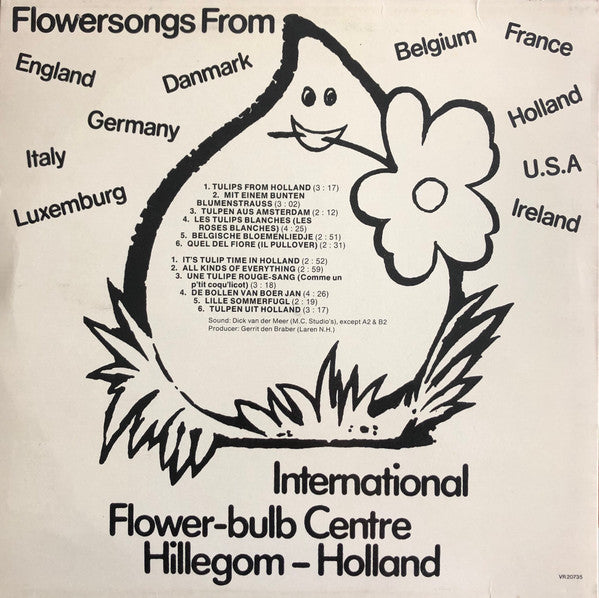 Flowersongs From
England
Danmark
Belgium
France
Germany
Holland
Italy
U.S.A
Luxemburg
Ireland
1. TULIPS FROM HOLLAND (3 : 17)
2. MIT EINEM BUNTEN
BLUMENSTRAUSS (3 : 02)
3. TULPEN AUS AMSTERDAM (2 : 12)
4. LES TULIPS BLANCHES (LES
ROSES BLANCHES) (4 : 25)
5. BELGISCHE BLOEMENLIEDJE (2 : 51)
6. QUEL DEL FIORE (IL PULLOVER) (2 : 31)
1. IT'S TULIP TIME IN HOLLAND (2 : 52)
2. ALL KINDS OF EVERYTHING (2 : 59)
3. UNE TULIPE ROUGE-SANG (Comme un
p'tit coqu'licot) (3 : 18)
4. DE BOLLEN VAN BOER JAN (4 : 26)
5. LILLE SOMMERFUGL (2 : 19)
6. TULPEN UIT HOLLAND (3 : 17)
Sound: Dick van der Meer (M.C. Studio's), except A2 & B2
Producer: Gerrit den Braber (Laren N.H.)
International
Flower-bulb Centre
Hillegom – Holland
VR 20735